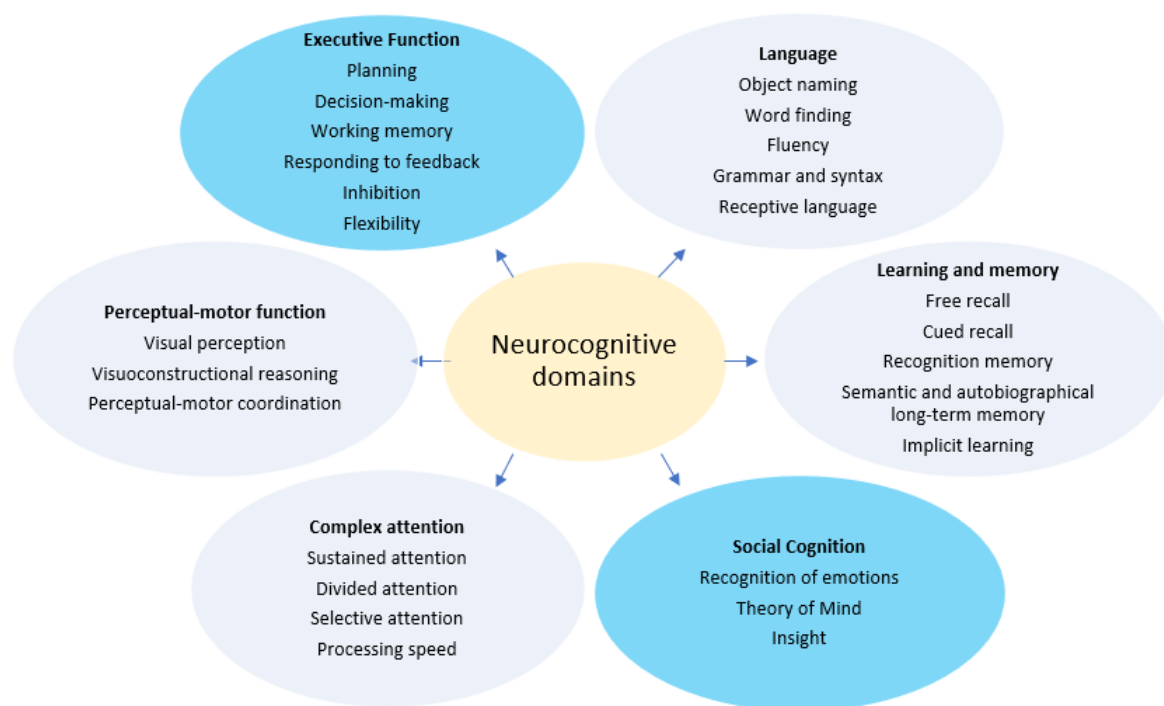 Executive Function
Planning
Decision-making
Working memory
Responding to feedback
Inhibition
Flexibility
Language
Object naming
Word finding
Fluency
Grammar and syntax
Receptive language
Perceptual-motor function
Visual perception
Visuoconstructional reasoning
Perceptual-motor coordination
Neurocognitive
domains
Learning and memory
Free recall
Cued recall
Recognition memory
Semantic and autobiographical
long-term memory
Implicit learning
Complex attention
Sustained attention
Divided attention
Selective attention
Processing speed
Social Cognition
Recognition of emotions
Theory of Mind
Insight